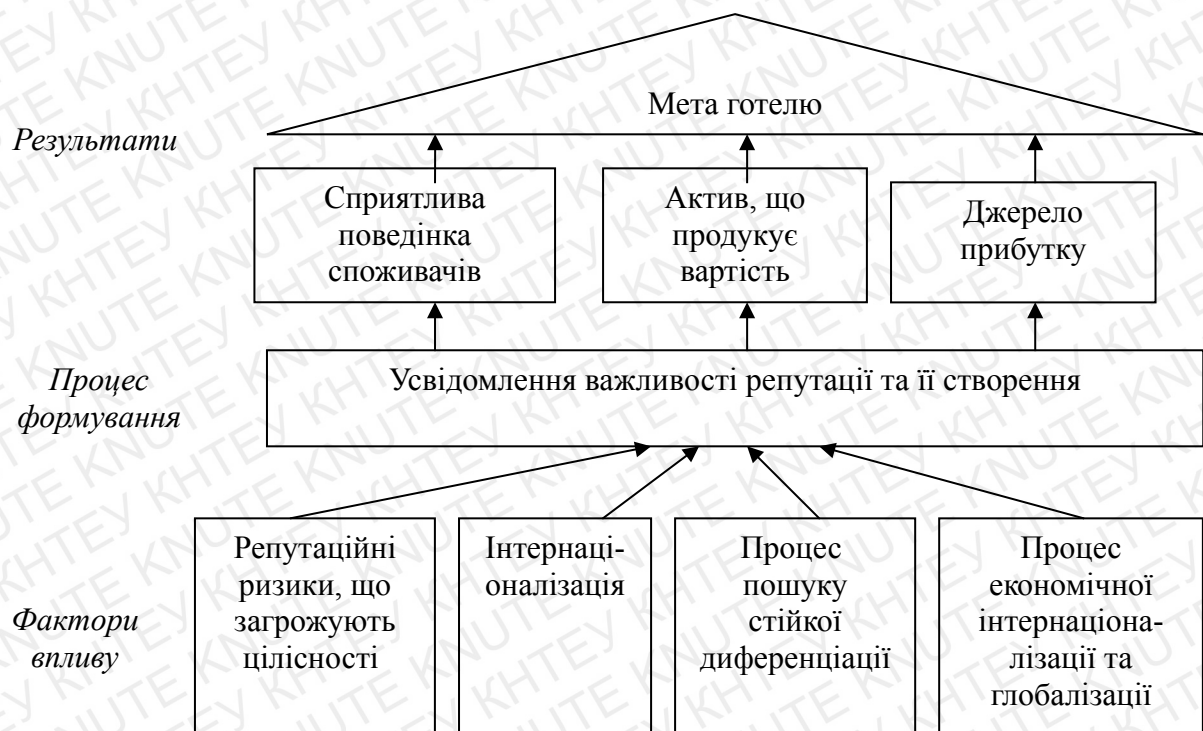 Мета готелю
Результати
Сприятлива
поведінка
споживачів
Актив, що
продукує
вартість
Джерело
прибутку
Процес
формування
Усвідомлення важливості репутації та її створення
Фактори
впливу
Репутаційні
ризики, що
загрожують
цілісності
Інтернаці-
оналізація
Процес
пошуку
стійкої
диференціації
Процес
економічної
інтернаціона-
лізації та
глобалізації
KNUTE КНТЕУ